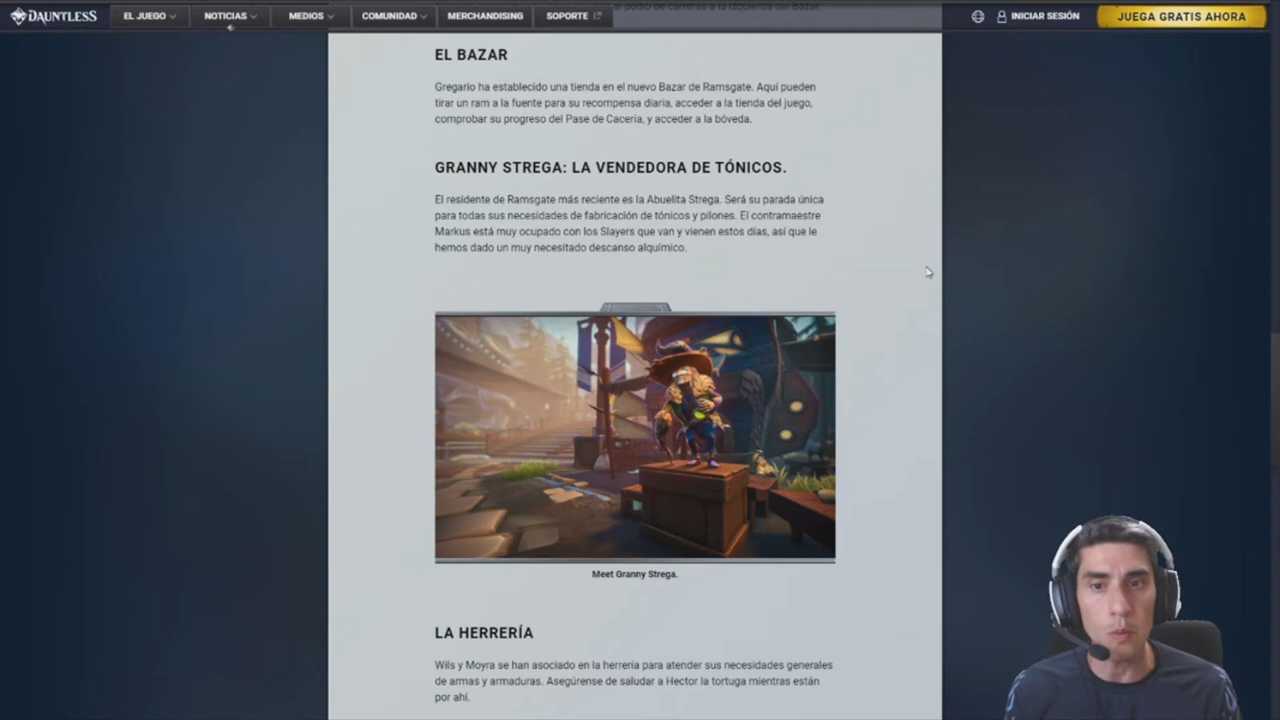 DAUNTLESS
EL JUEGO
NOTICIAS
MEDIOS
COMUNIDAD
MERCHANDISING
SOPORTE
INICIAR SESIÓN
JUEGA GRATIS AHORA
EL BAZAR
Gregario ha establecido una tienda en el nuevo Bazar de Ramsgate. Aquí pueden
tirar un ram a la fuente para su recompensa diaria, acceder a la tienda del juego,
comprobar su progreso del Pase de Cacería, y acceder a la bóveda.
GRANNY STREGA: LA VENDEDORA DE TÓNICOS.
El residente de Ramsgate más reciente es la Abuelita Strega. Será su parada única
para todas sus necesidades de fabricación de tónicos y pilones. El contramaestre
Markus está muy ocupado con los Slayers que van y vienen estos días, así que le
hemos dado un muy necesitado descanso alquímico.
Meet Granny Strega.
LA HERRERÍA
Wils y Moyra se han asociado en la herrería para atender sus necesidades generales
de armas y armaduras. Asegúrense de saludar a Hector la tortuga mientras están
por ahí.